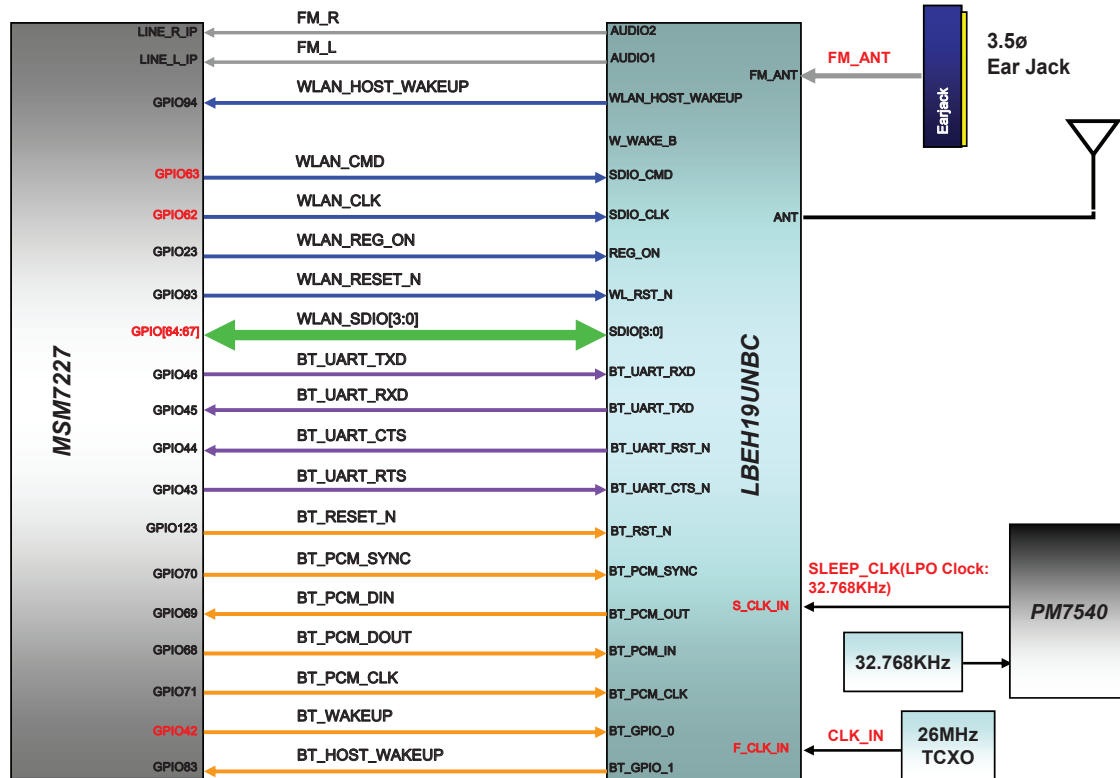 FM_R
LINE_R_IP
AUDIO2
FM_L
LINE_L_IP
AUDIO1
FM_ANT
FM_ANT
Earjack
3.5ø
Ear Jack
WLAN_HOST_WAKEUP
GPIO94
WLAN_HOST_WAKEUP
W_WAKE_B
WLAN_CMD
GPIO63
SDIO_CMD
WLAN_CLK
GPIO62
SDIO_CLK
ANT
WLAN_REG_ON
GPIO23
REG_ON
WLAN_RESET_N
GPIO93
WL_RST_N
WLAN_SDIO[3:0]
GPIO[64:67]
SDIO[3:0]
BT_UART_TXD
GPIO46
BT_UART_RXD
BT_UART_RXD
GPIO45
BT_UART_TXD
MSM7227
LBEH19UNBC
BT_UART_CTS
GPIO44
BT_UART_RST_N
BT_UART_RTS
GPIO43
BT_UART_CTS_N
BT_RESET_N
GPIO123
BT_RST_N
BT_PCM_SYNC
GPIO70
BT_PCM_SYNC
SLEEP_CLK(LPO Clock:
32.768KHz)
BT_PCM_DIN
GPIO69
BT_PCM_OUT
S_CLK_IN
PM7540
BT_PCM_DOUT
GPIO68
BT_PCM_IN
32.768KHz
BT_PCM_CLK
GPIO71
BT_PCM_CLK
BT_WAKEUP
GPIO42
BT_GPIO_0
F_CLK_IN
CLK_IN
26MHz
TCXO
BT_HOST_WAKEUP
GPIO83
BT_GPIO_1